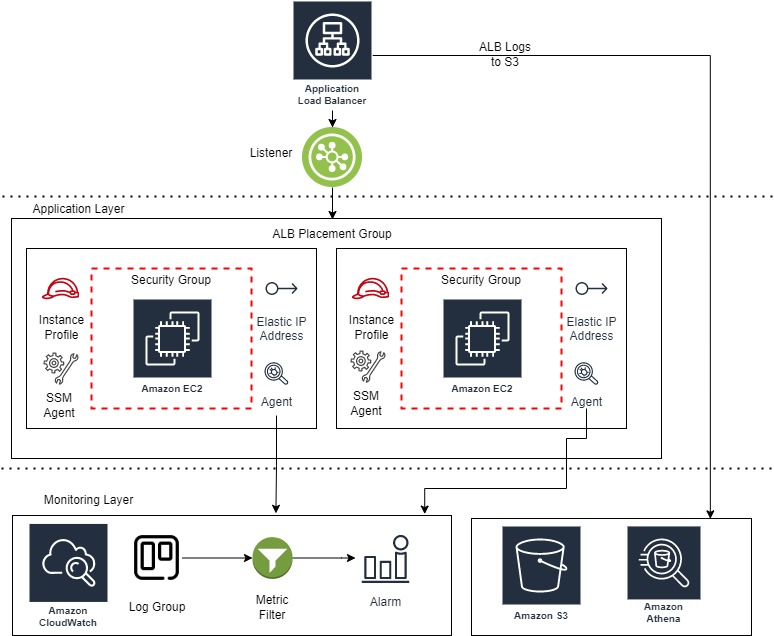 ALB Logs
to S3
Application
Load Balancer
Listener
Application Layer
ALB Placement Group
Security Group
Instance
Profile
Elastic IP
Address
SSM
Agent
Amazon EC2
Agent
Security Group
Instance
Profile
Elastic IP
Address
SSM
Agent
Amazon EC2
Agent
Monitoring Layer
Amazon
CloudWatch
Log Group
Metric
Filter
Alarm
Amazon S3
Amazon
Athena